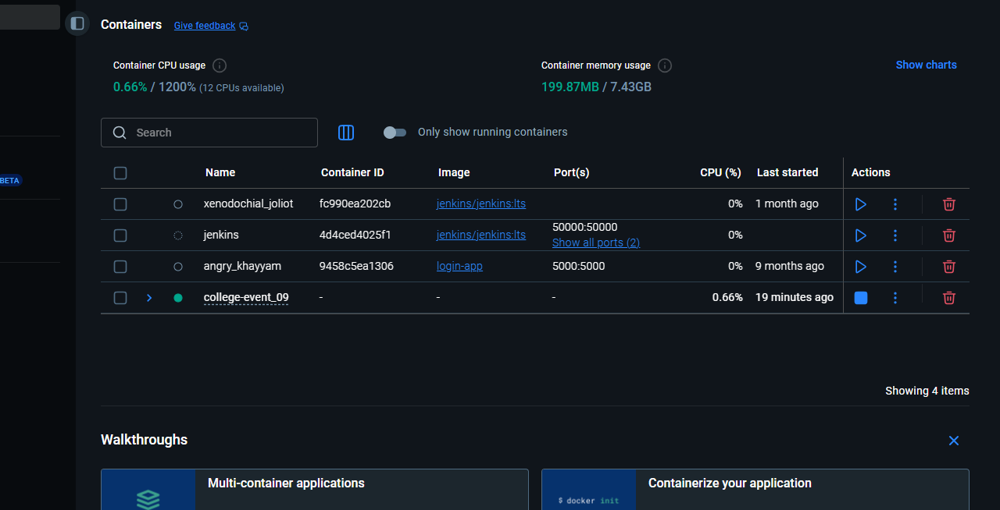 Containers Give feedback
Container CPU usage
0.66% / 1200% (12 CPUs available)
Container memory usage
199.87MB / 7.43GB
Show charts
Search
Only show running containers
BETA
Name Container ID Image Port(s) CPU (%) Last started Actions
xenodochial_joliot fc990ea202cb jenkins/jenkins:lts 0% 1 month ago
jenkins 4d4ced4025f1 jenkins/jenkins:lts 50000:50000 0%
Show all ports (2)
angry_khayyam 9458c5ea1306 login-app 5000:5000 0% 9 months ago
college-event_09 - - - 0.66% 19 minutes ago
Showing 4 items
Walkthroughs
Multi-container applications
$ docker init
Containerize your application